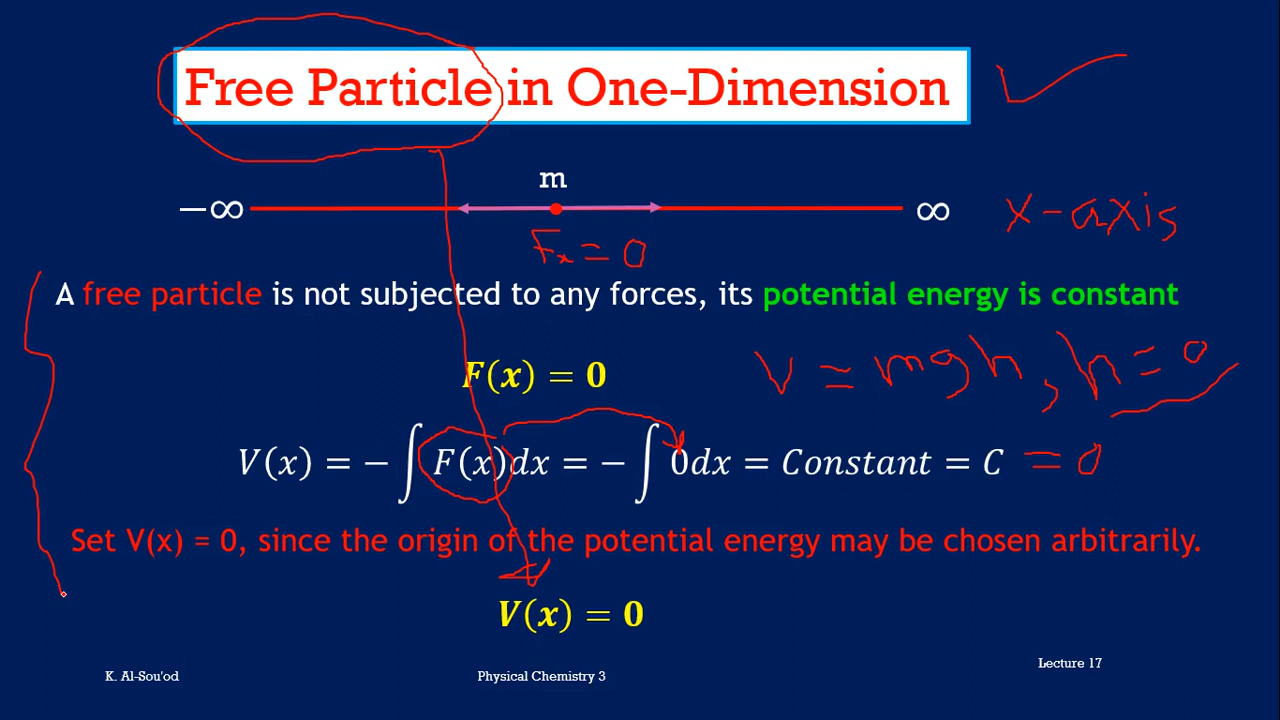 Free Particle in One-Dimension
m
−∞
∞
x-axis
Fx = 0
A free particle is not subjected to any forces, its potential energy is constant
F(x) = 0
V = mgh, h = 0
V(x) = −∫F(x)dx = −∫0dx = Constant = C = 0
Set V(x) = 0, since the origin of the potential energy may be chosen arbitrarily.
V(x) = 0
K. Al-Sou'od
Physical Chemistry 3
Lecture 17